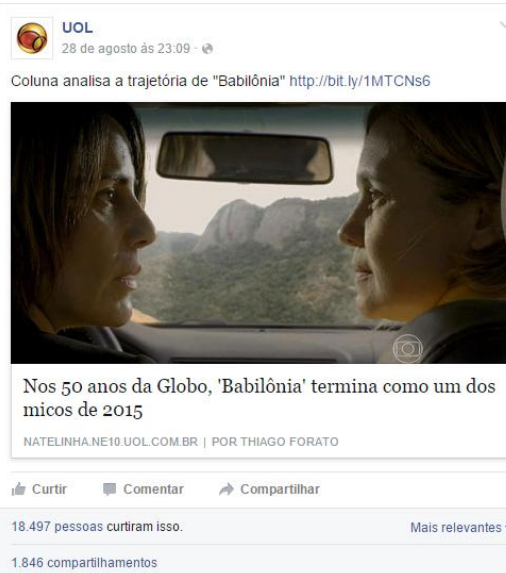 UOL
28 de agosto às 23:09 ·
Coluna analisa a trajetória de "Babilônia" http://bit.ly/1MTCNs6
Nos 50 anos da Globo, 'Babilônia' termina como um dos
micos de 2015
NATELINHA.NE10.UOL.COM.BR | POR THIAGO FORATO
Curtir Comentar Compartilhar
18.497 pessoas curtiram isso. Mais relevantes
1.846 compartilhamentos